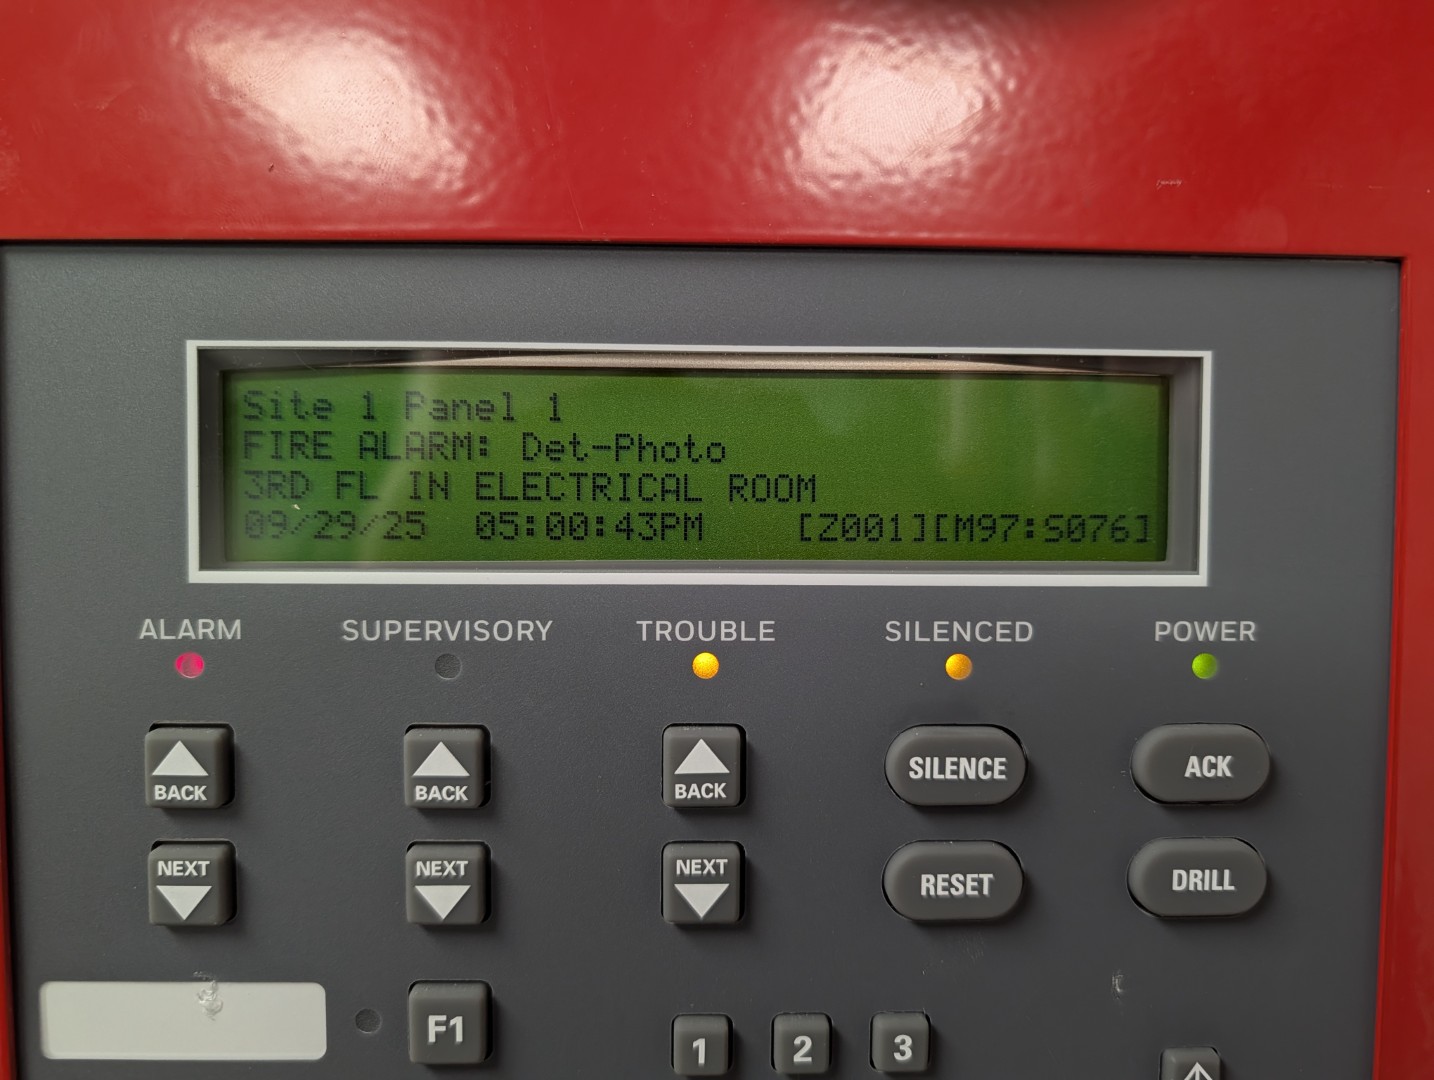 Site 1 Panel 1
FIRE ALARM: Det-Photo
3RD FL IN ELECTRICAL ROOM
09/29/25 05:00:43PM [Z001][M97:S076]
ALARM SUPERVISORY TROUBLE SILENCED POWER
BACK BACK BACK SILENCE ACK
NEXT NEXT NEXT RESET DRILL
F1 1 2 3